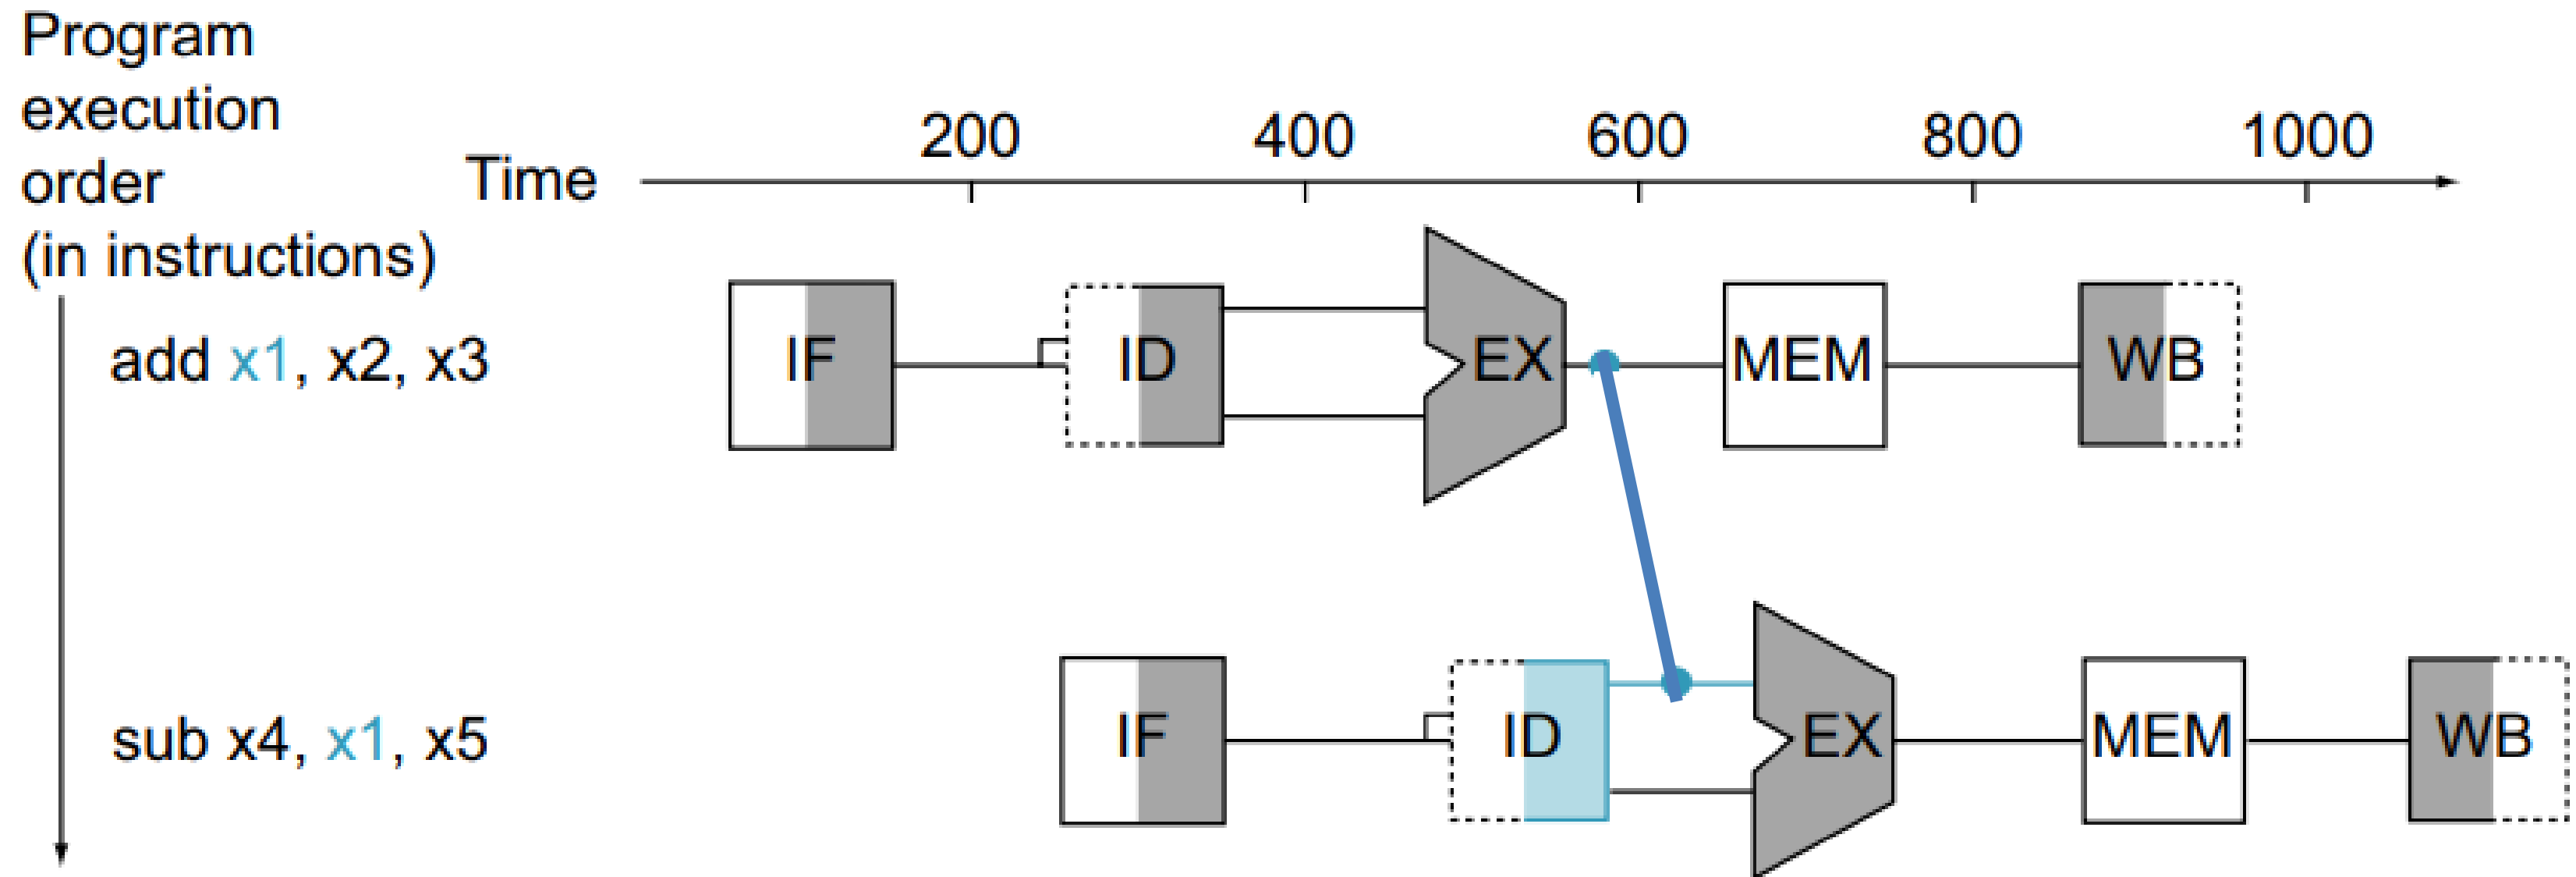 Program
execution
order
(in instructions)
Time
200 400 600 800 1000
add x1, x2, x3
IF ID EX MEM WB
sub x4, x1, x5
IF ID EX MEM WB